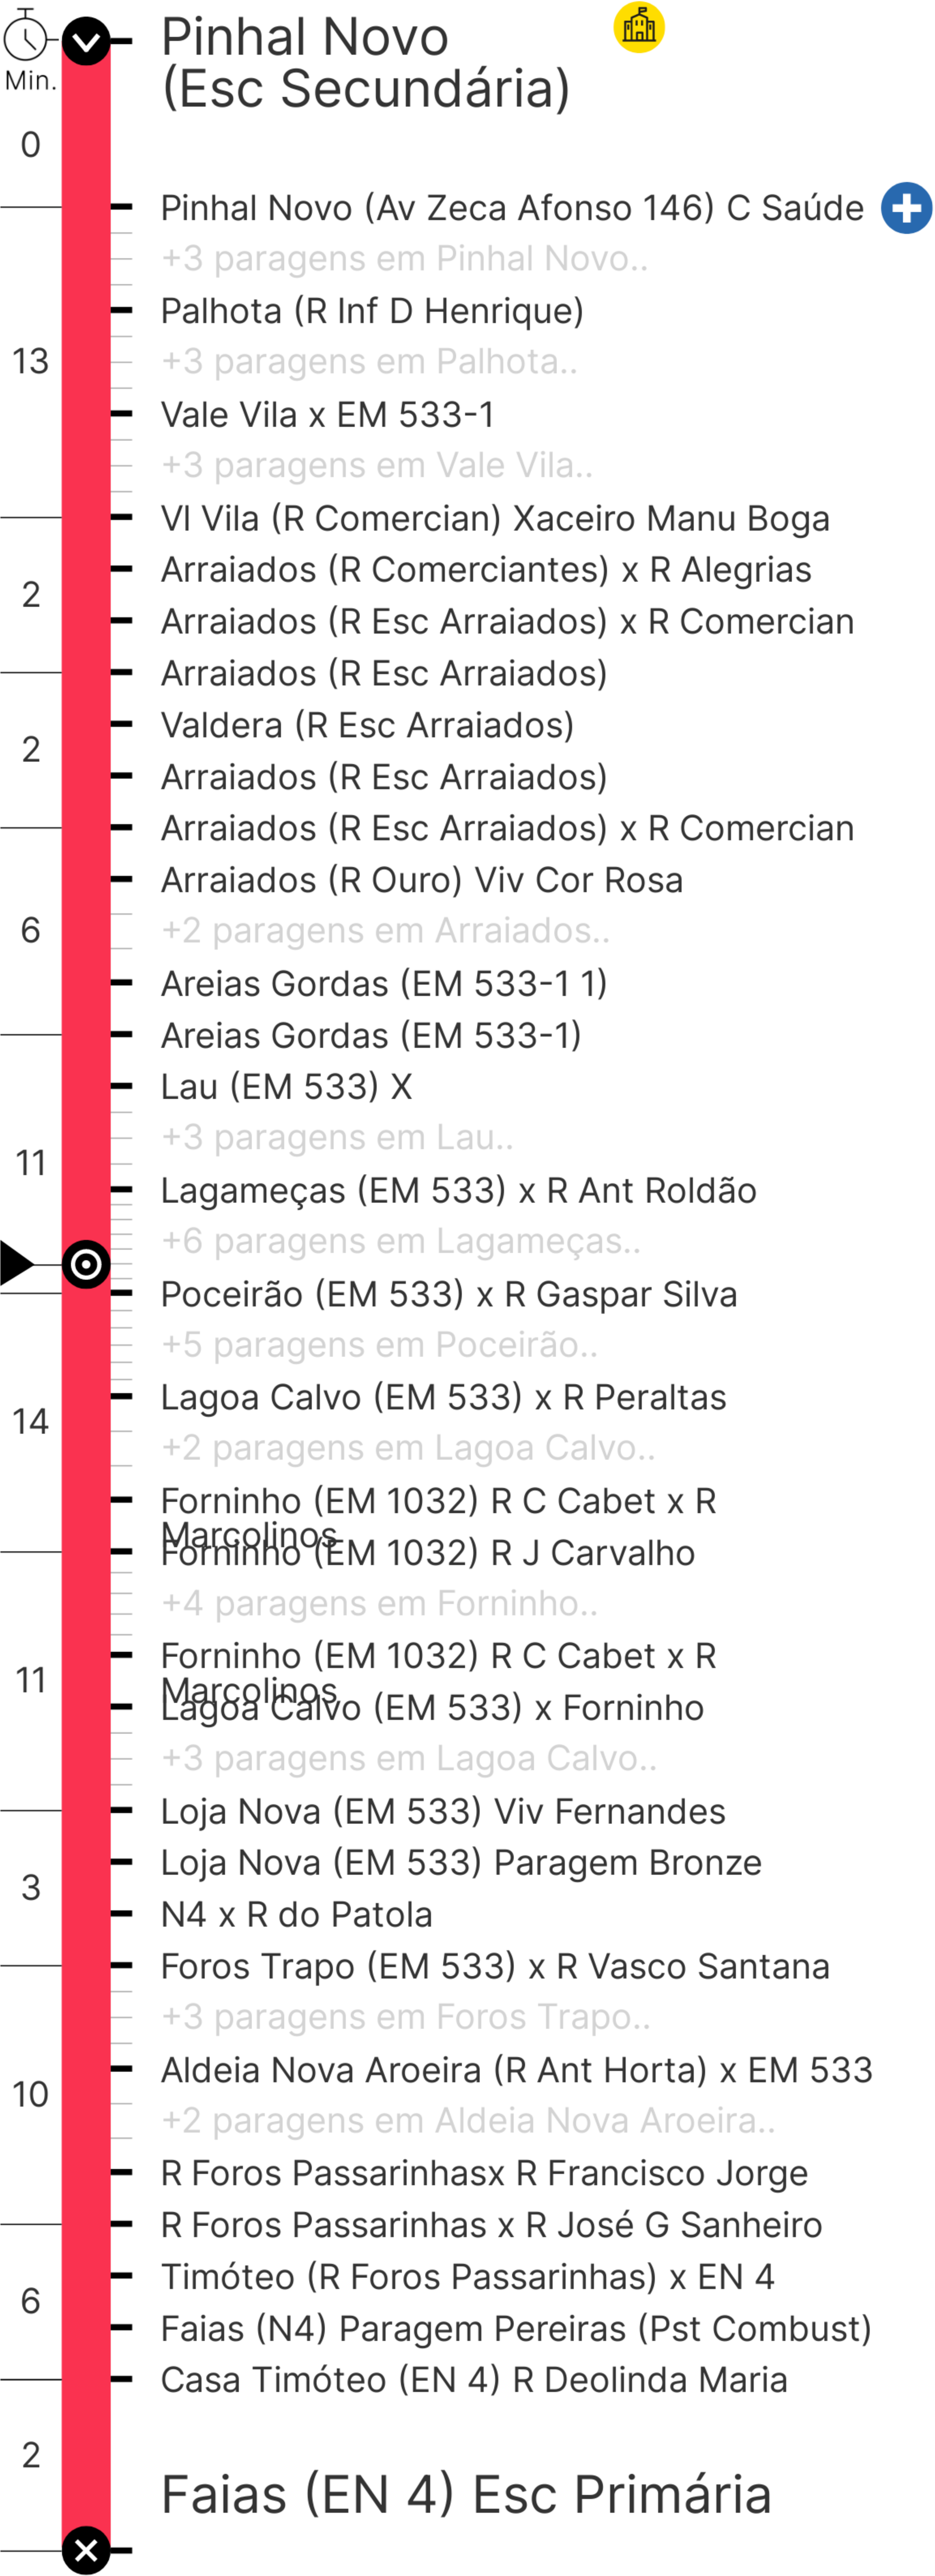 Pinhal Novo
(Esc Secundária)
Min.
0
Pinhal Novo (Av Zeca Afonso 146) C Saúde
+3 paragens em Pinhal Novo..
Palhota (R Inf D Henrique)
13
+3 paragens em Palhota..
Vale Vila x EM 533-1
+3 paragens em Vale Vila..
Vl Vila (R Comercian) Xaceiro Manu Boga
Arraiados (R Comerciantes) x R Alegrias
2
Arraiados (R Esc Arraiados) x R Comercian
Arraiados (R Esc Arraiados)
Valdera (R Esc Arraiados)
2
Arraiados (R Esc Arraiados)
Arraiados (R Esc Arraiados) x R Comercian
Arraiados (R Ouro) Viv Cor Rosa
6
+2 paragens em Arraiados..
Areias Gordas (EM 533-1 1)
Areias Gordas (EM 533-1)
Lau (EM 533) X
+3 paragens em Lau..
11
Lagameças (EM 533) x R Ant Roldão
+6 paragens em Lagameças..
Poceirão (EM 533) x R Gaspar Silva
+5 paragens em Poceirão..
Lagoa Calvo (EM 533) x R Peraltas
14
+2 paragens em Lagoa Calvo..
Forninho (EM 1032) R C Cabet x R
Marcolinos
Forninho (EM 1032) R J Carvalho
+4 paragens em Forninho..
Forninho (EM 1032) R C Cabet x R
11
Marcolinos
Lagoa Calvo (EM 533) x Forninho
+3 paragens em Lagoa Calvo..
Loja Nova (EM 533) Viv Fernandes
Loja Nova (EM 533) Paragem Bronze
3
N4 x R do Patola
Foros Trapo (EM 533) x R Vasco Santana
+3 paragens em Foros Trapo..
Aldeia Nova Aroeira (R Ant Horta) x EM 533
10
+2 paragens em Aldeia Nova Aroeira..
R Foros Passarinhasx R Francisco Jorge
R Foros Passarinhas x R José G Sanheiro
Timóteo (R Foros Passarinhas) x EN 4
6
Faias (N4) Paragem Pereiras (Pst Combust)
Casa Timóteo (EN 4) R Deolinda Maria
2
Faias (EN 4) Esc Primária